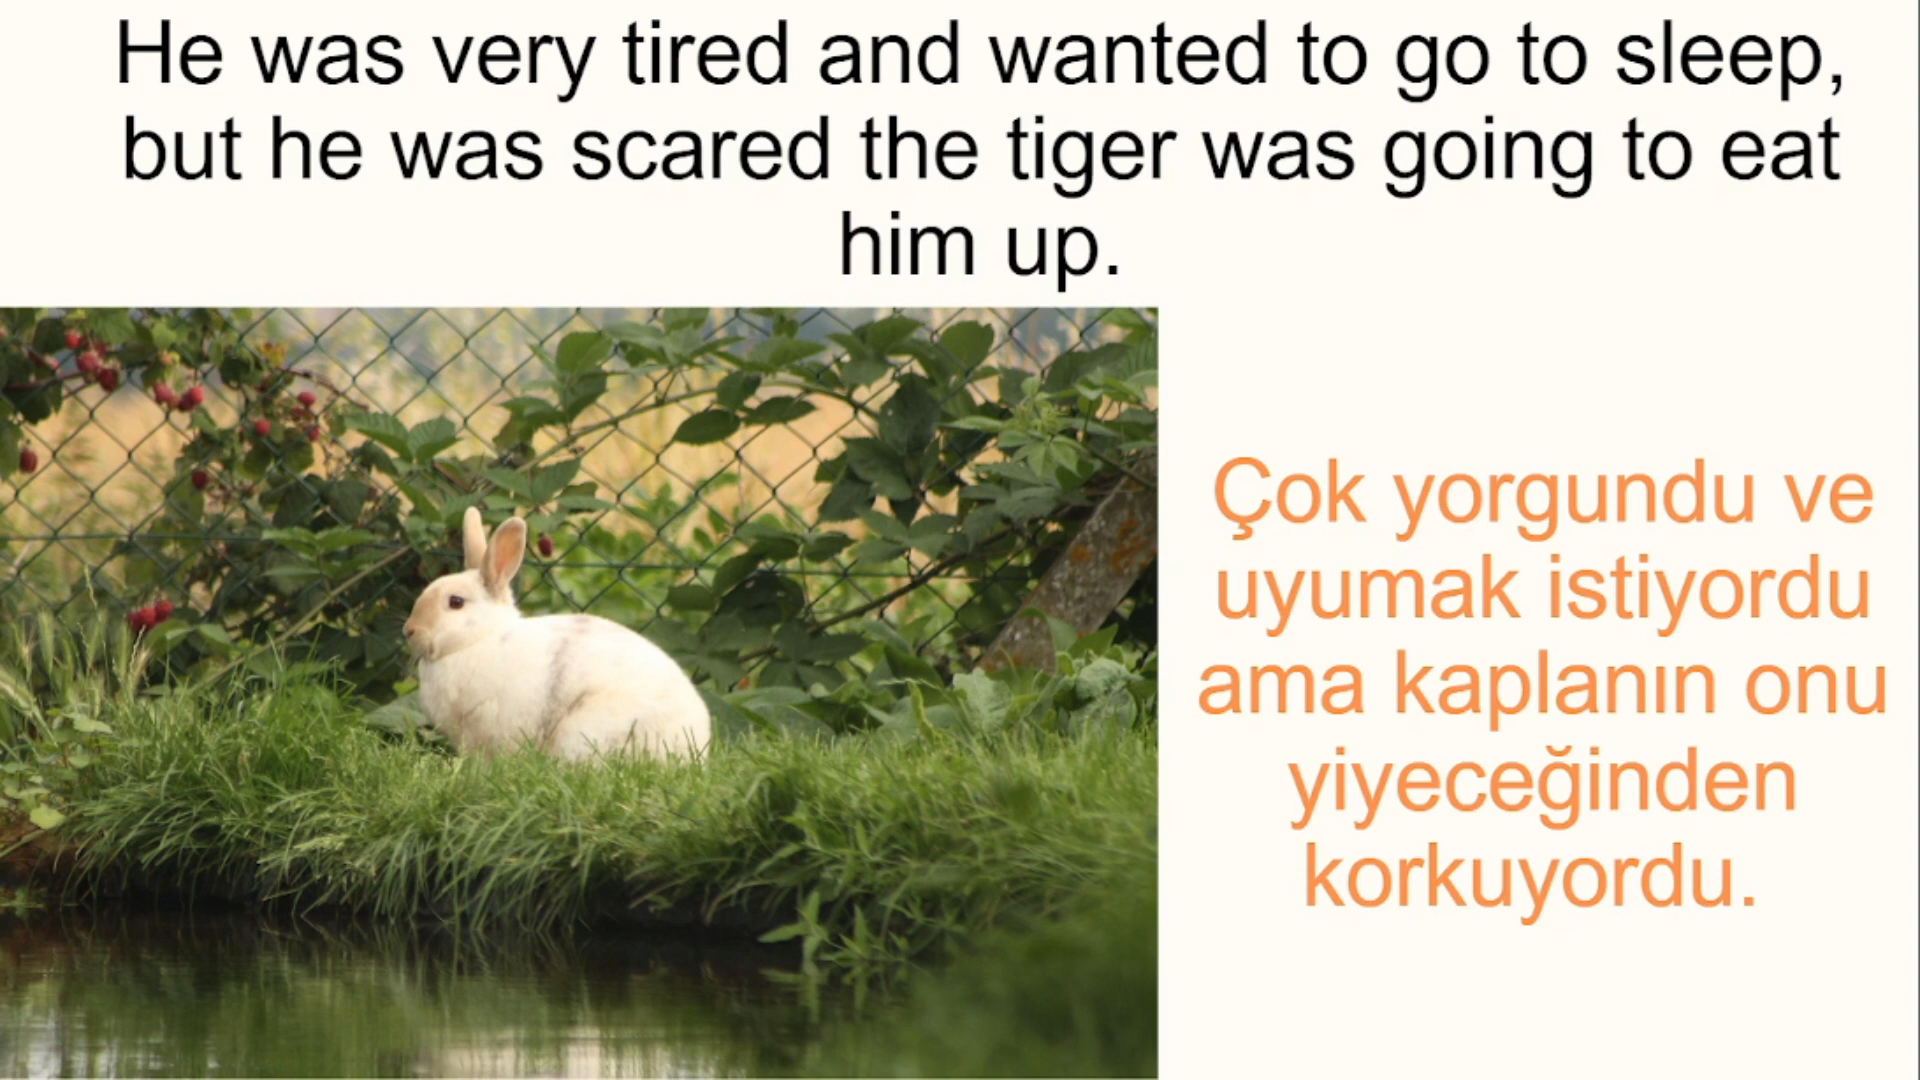 He was very tired and wanted to go to sleep,
but he was scared the tiger was going to eat
him up.
Çok yorgundu ve
uyumak istiyordu
ama kaplanın onu
yiyeceğinden
korkuyordu.